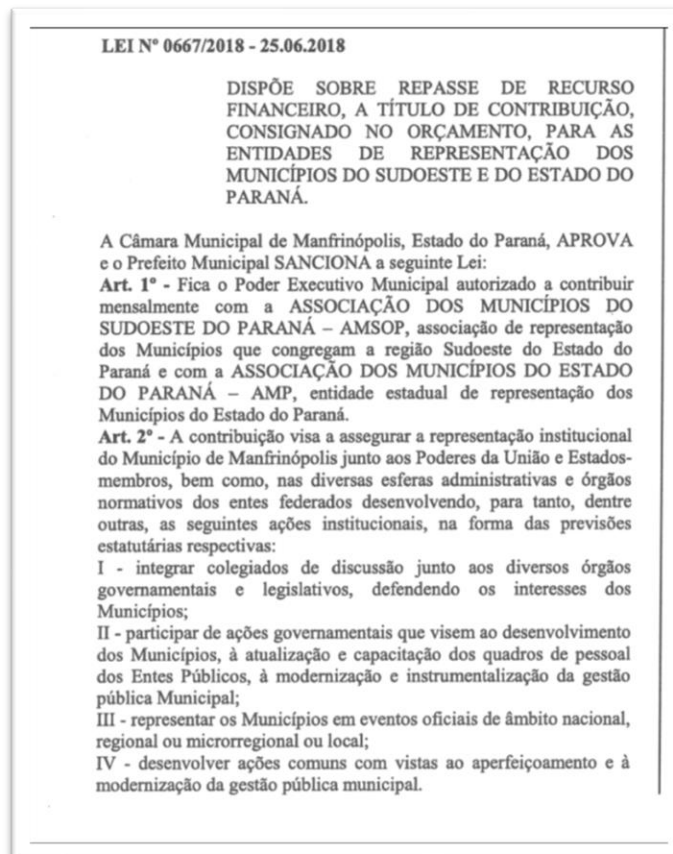 LEI Nº 0667/2018 - 25.06.2018
DISPÕE SOBRE REPASSE DE RECURSO
FINANCEIRO, A TÍTULO DE CONTRIBUIÇÃO,
CONSIGNADO NO ORÇAMENTO, PARA AS
ENTIDADES DE REPRESENTAÇÃO DOS
MUNICÍPIOS DO SUDOESTE E DO ESTADO DO
PARANÁ.
A Câmara Municipal de Manfrinópolis, Estado do Paraná, APROVA
e o Prefeito Municipal SANCIONA a seguinte Lei:
Art. 1º - Fica o Poder Executivo Municipal autorizado a contribuir
mensalmente com a ASSOCIAÇÃO DOS MUNICÍPIOS DO
SUDOESTE DO PARANÁ – AMSOP, associação de representação
dos Municípios que congregam a região Sudoeste do Estado do
Paraná e com a ASSOCIAÇÃO DOS MUNICÍPIOS DO ESTADO
DO PARANÁ – AMP, entidade estadual de representação dos
Municípios do Estado do Paraná.
Art. 2º - A contribuição visa a assegurar a representação institucional
do Município de Manfrinópolis junto aos Poderes da União e Estados-
membros, bem como, nas diversas esferas administrativas e órgãos
normativos dos entes federados desenvolvendo, para tanto, dentre
outras, as seguintes ações institucionais, na forma das previsões
estatutárias respectivas:
I - integrar colegiados de discussão junto aos diversos órgãos
governamentais e legislativos, defendendo os interesses dos
Municípios;
II - participar de ações governamentais que visem ao desenvolvimento
dos Municípios, à atualização e capacitação dos quadros de pessoal
dos Entes Públicos, à modernização e instrumentalização da gestão
pública Municipal;
III - representar os Municípios em eventos oficiais de âmbito nacional,
regional ou microrregional ou local;
IV - desenvolver ações comuns com vistas ao aperfeiçoamento e à
modernização da gestão pública municipal.